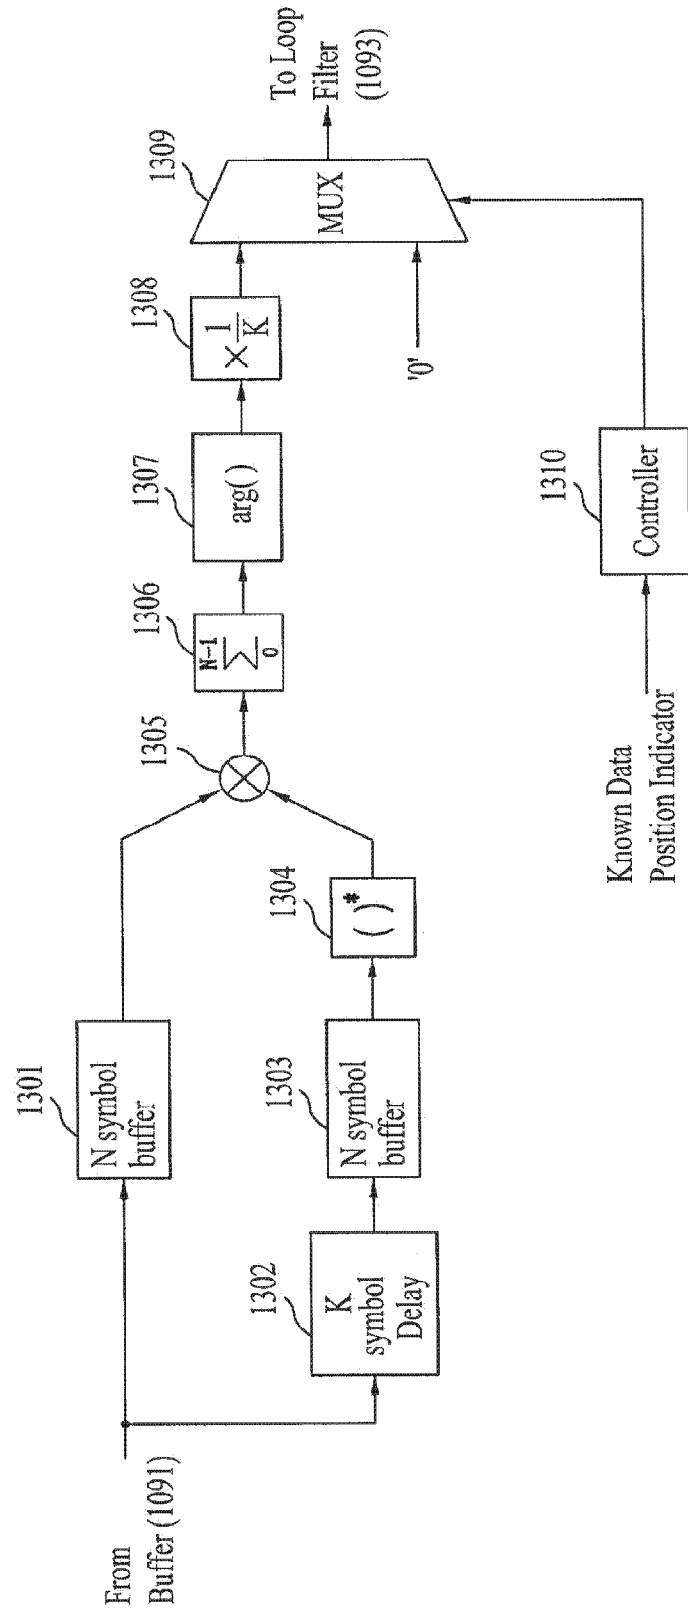 From
Buffer (1091)
1301
N symbol
buffer
1302
K
symbol
Delay
1303
N symbol
buffer
1304
( )*
1305
1306
N-1
∑
0
1307
arg()
1308
× 1/K
1309
MUX
'0'
To Loop
Filter
(1093)
Known Data
Position Indicator
1310
Controller